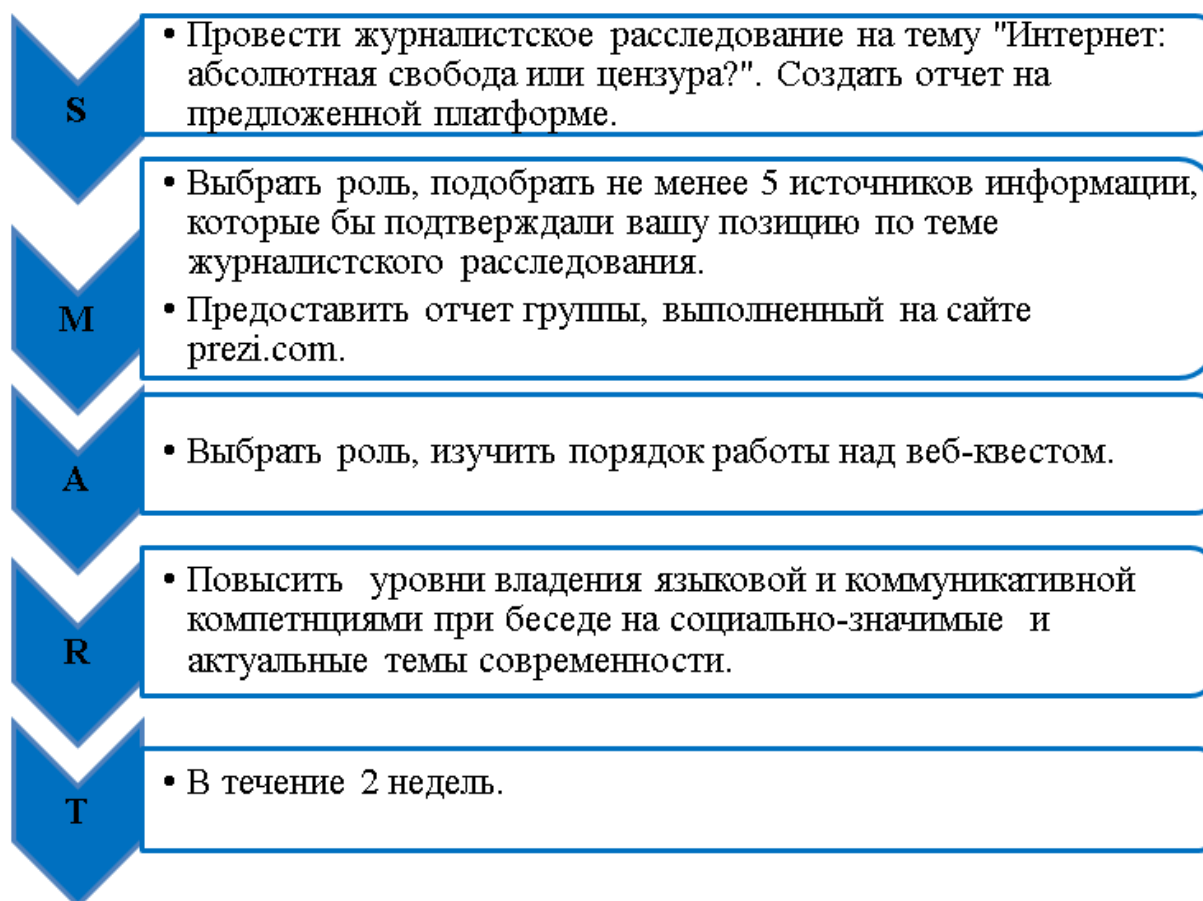 S
• Провести журналистское расследование на тему "Интернет:
абсолютная свобода или цензура?". Создать отчет на
предложенной платформе.
M
• Выбрать роль, подобрать не менее 5 источников информации,
которые бы подтверждали вашу позицию по теме
журналистского расследования.
• Предоставить отчет группы, выполненный на сайте
prezi.com.
A
• Выбрать роль, изучить порядок работы над веб-квестом.
R
• Повысить уровни владения языковой и коммуникативной
компетнциями при беседе на социально-значимые и
актуальные темы современности.
T
• В течение 2 недель.